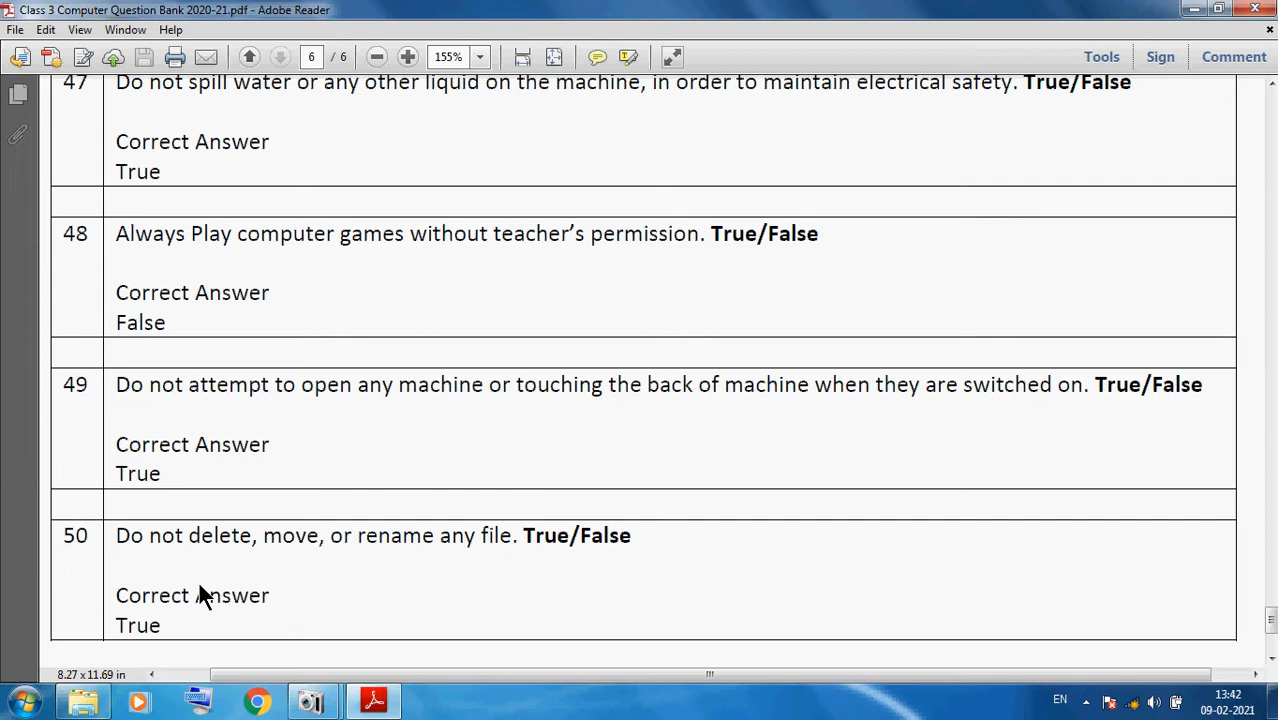 Class 3 Computer Question Bank 2020-21.pdf - Adobe Reader
File Edit View Window Help
6 / 6 155% Tools Sign Comment
47 Do not spill water or any other liquid on the machine, in order to maintain electrical safety. True/False
Correct Answer
True
48 Always Play computer games without teacher’s permission. True/False
Correct Answer
False
49 Do not attempt to open any machine or touching the back of machine when they are switched on. True/False
Correct Answer
True
50 Do not delete, move, or rename any file. True/False
Correct Answer
True
8.27 x 11.69 in
EN 13:42
09-02-2021